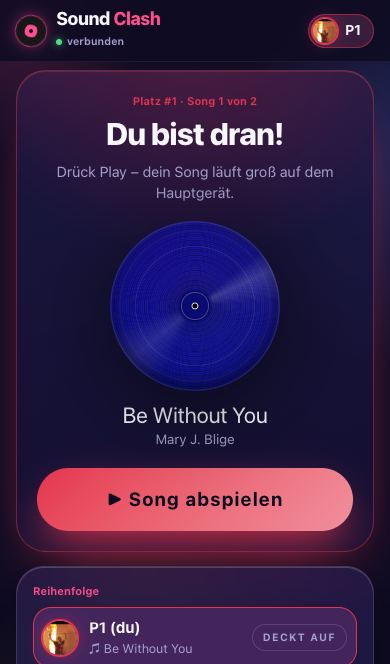 Sound Clash
verbunden
P1
Platz #1 · Song 1 von 2
Du bist dran!
Drück Play – dein Song läuft groß auf dem
Hauptgerät.
Be Without You
Mary J. Blige
Song abspielen
Reihenfolge
P1 (du)
Be Without You
DECKT AUF